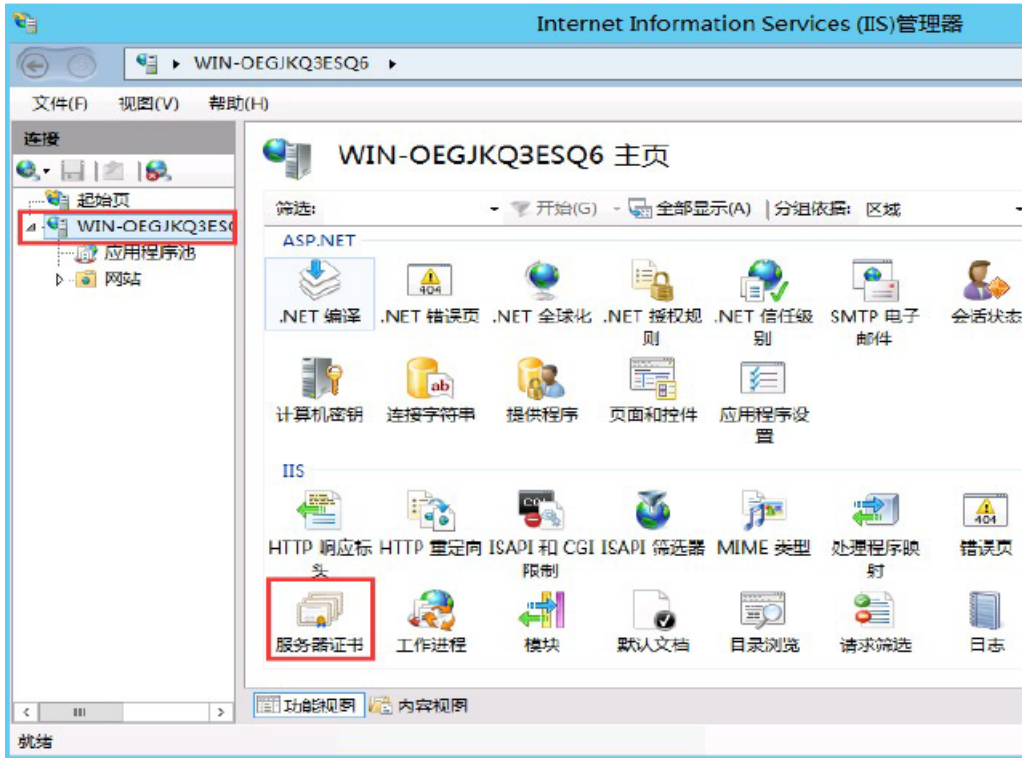 Internet Information Services (IIS)管理器
WIN-OEGJKQ3ESQ6
文件(F) 视图(V) 帮助(H)
连接
起始页
WIN-OEGJKQ3ESQ
应用程序池
网站
WIN-OEGJKQ3ESQ6 主页
筛选: 开始(G) 全部显示(A) 分组依据: 区域
ASP.NET
.NET 编译 .NET 错误页 .NET 全球化 .NET 授权规 .NET 信任级 SMTP 电子 会话状态
则 别 邮件
计算机密钥 连接字符串 提供程序 页面和控件 应用程序设
置
IIS
HTTP 响应标 HTTP 重定向 ISAPI 和 CGI ISAPI 筛选器 MIME 类型 处理程序映 错误页
头 限制 射
服务器证书 工作进程 模块 默认文档 目录浏览 请求筛选 日志
功能视图 内容视图
就绪